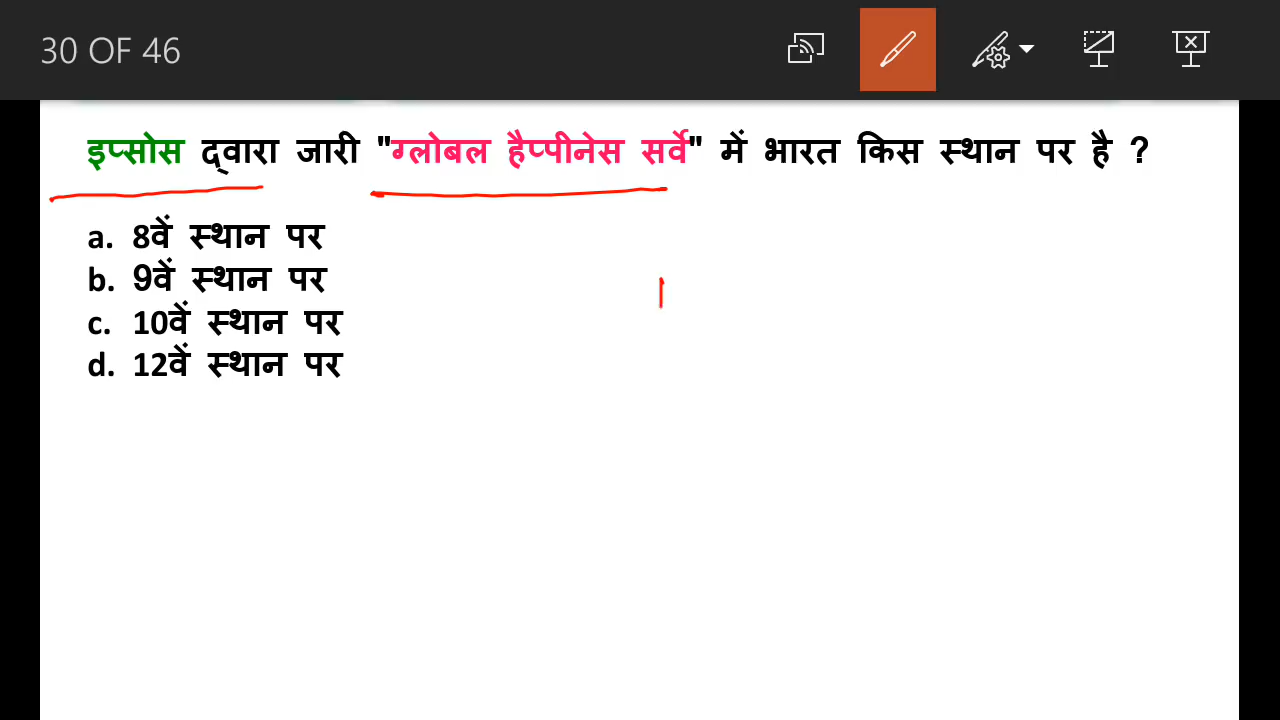 30 OF 46
इप्सोस द्वारा जारी "ग्लोबल हैप्पीनेस सर्वे" में भारत किस स्थान पर है ?
a. 8वें स्थान पर
b. 9वें स्थान पर
c. 10वें स्थान पर
d. 12वें स्थान पर